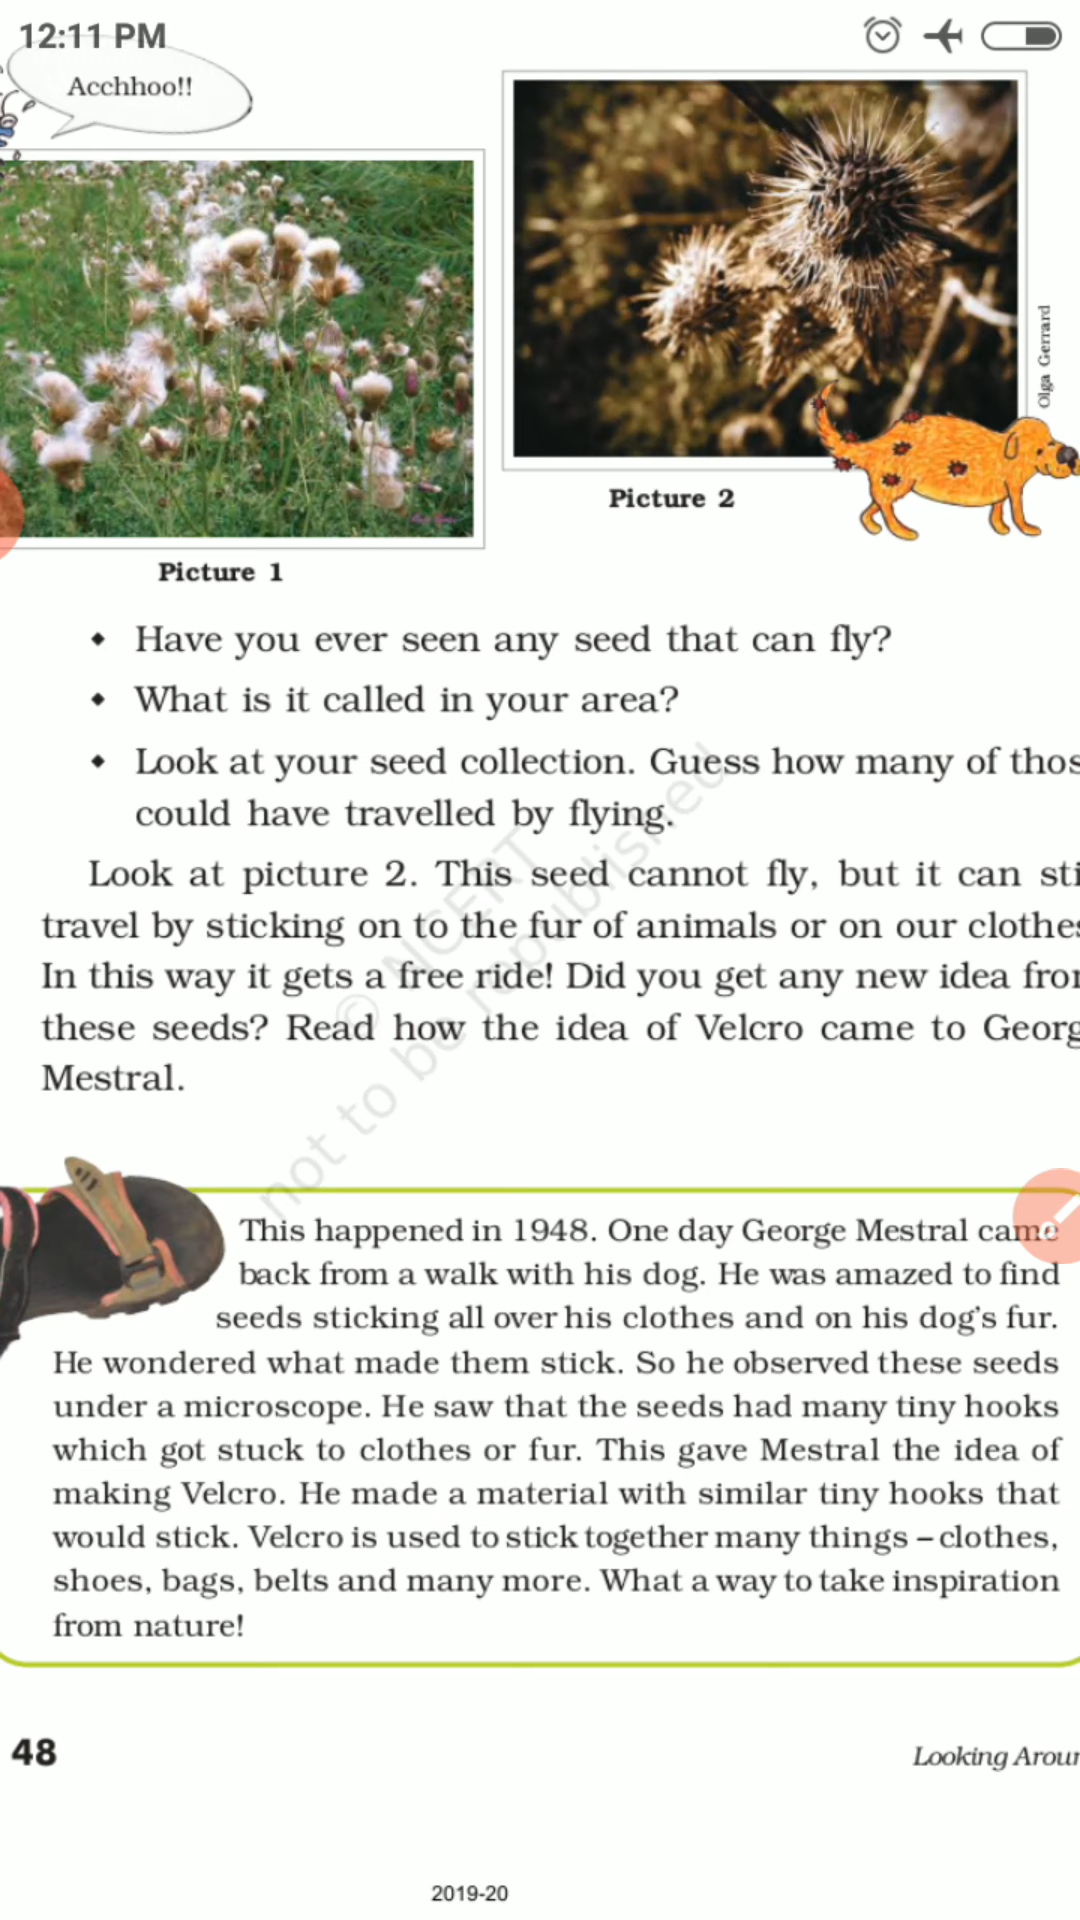 12:11 PM
Acchhoo!!
Olga Gerrard
Picture 2
Picture 1
Have you ever seen any seed that can fly?
What is it called in your area?
Look at your seed collection. Guess how many of thos
could have travelled by flying.
Look at picture 2. This seed cannot fly, but it can sti
travel by sticking on to the fur of animals or on our clothes
In this way it gets a free ride! Did you get any new idea from
these seeds? Read how the idea of Velcro came to Georg
Mestral.
© NCERT
not to be republished
This happened in 1948. One day George Mestral came
back from a walk with his dog. He was amazed to find
seeds sticking all over his clothes and on his dog's fur.
He wondered what made them stick. So he observed these seeds
under a microscope. He saw that the seeds had many tiny hooks
which got stuck to clothes or fur. This gave Mestral the idea of
making Velcro. He made a material with similar tiny hooks that
would stick. Velcro is used to stick together many things – clothes,
shoes, bags, belts and many more. What a way to take inspiration
from nature!
48
Looking Aroun
2019-20